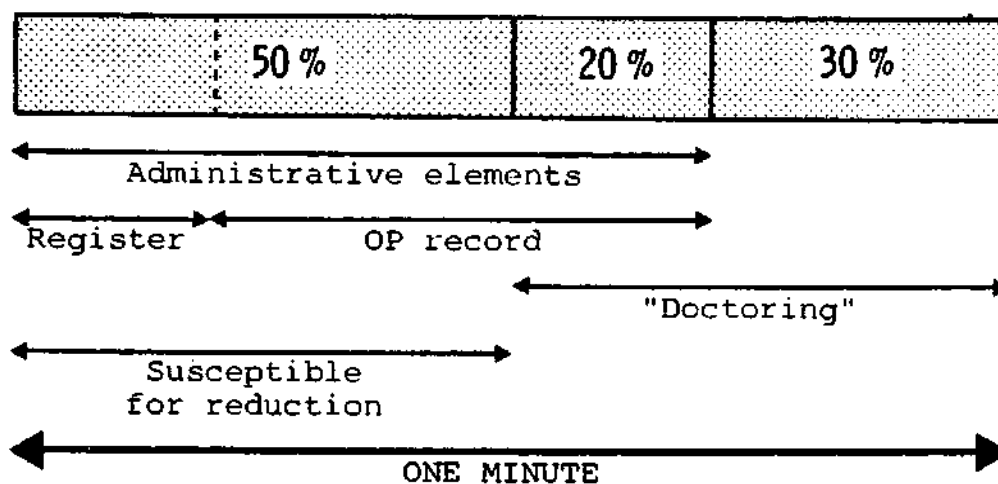 50 % 20 % 30 %
Administrative elements
Register OP record
"Doctoring"
Susceptible
for reduction
ONE MINUTE